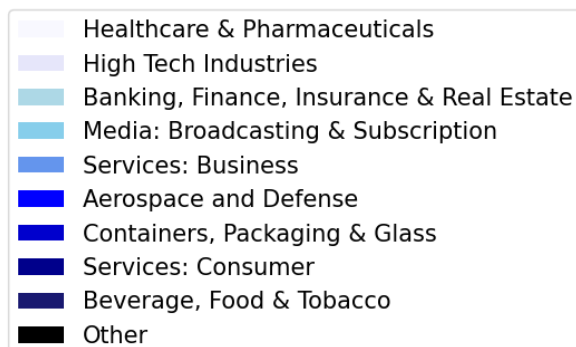 Healthcare & Pharmaceuticals
High Tech Industries
Banking, Finance, Insurance & Real Estate
Media: Broadcasting & Subscription
Services: Business
Aerospace and Defense
Containers, Packaging & Glass
Services: Consumer
Beverage, Food & Tobacco
Other